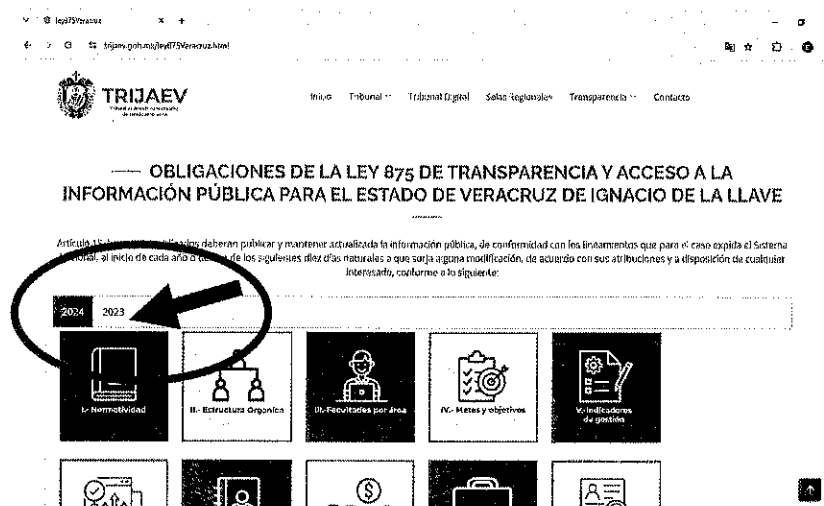 ley875Veracruz
trijaev.gob.mx/ley875Veracruz.html
TRIJAEV
Inicio Tribunal Tribunal Digital Salas Regionales Transparencia Contacto
OBLIGACIONES DE LA LEY 875 DE TRANSPARENCIA Y ACCESO A LA
INFORMACIÓN PÚBLICA PARA EL ESTADO DE VERACRUZ DE IGNACIO DE LA LLAVE
Artículo 15. deberán publicar y mantener actualizada la información pública, de conformidad con los lineamientos que para el caso expida el Sistema
al inicio de cada año o de los siguientes diez días naturales a que surja alguna modificación, de acuerdo con sus atribuciones y a disposición de cualquier
interesado, conforme a lo siguiente:
2024 2023
I.- Normatividad II.- Estructura Organica III.-Facultades por área IV.- Metas y objetivos V.-Indicadores
de gestión